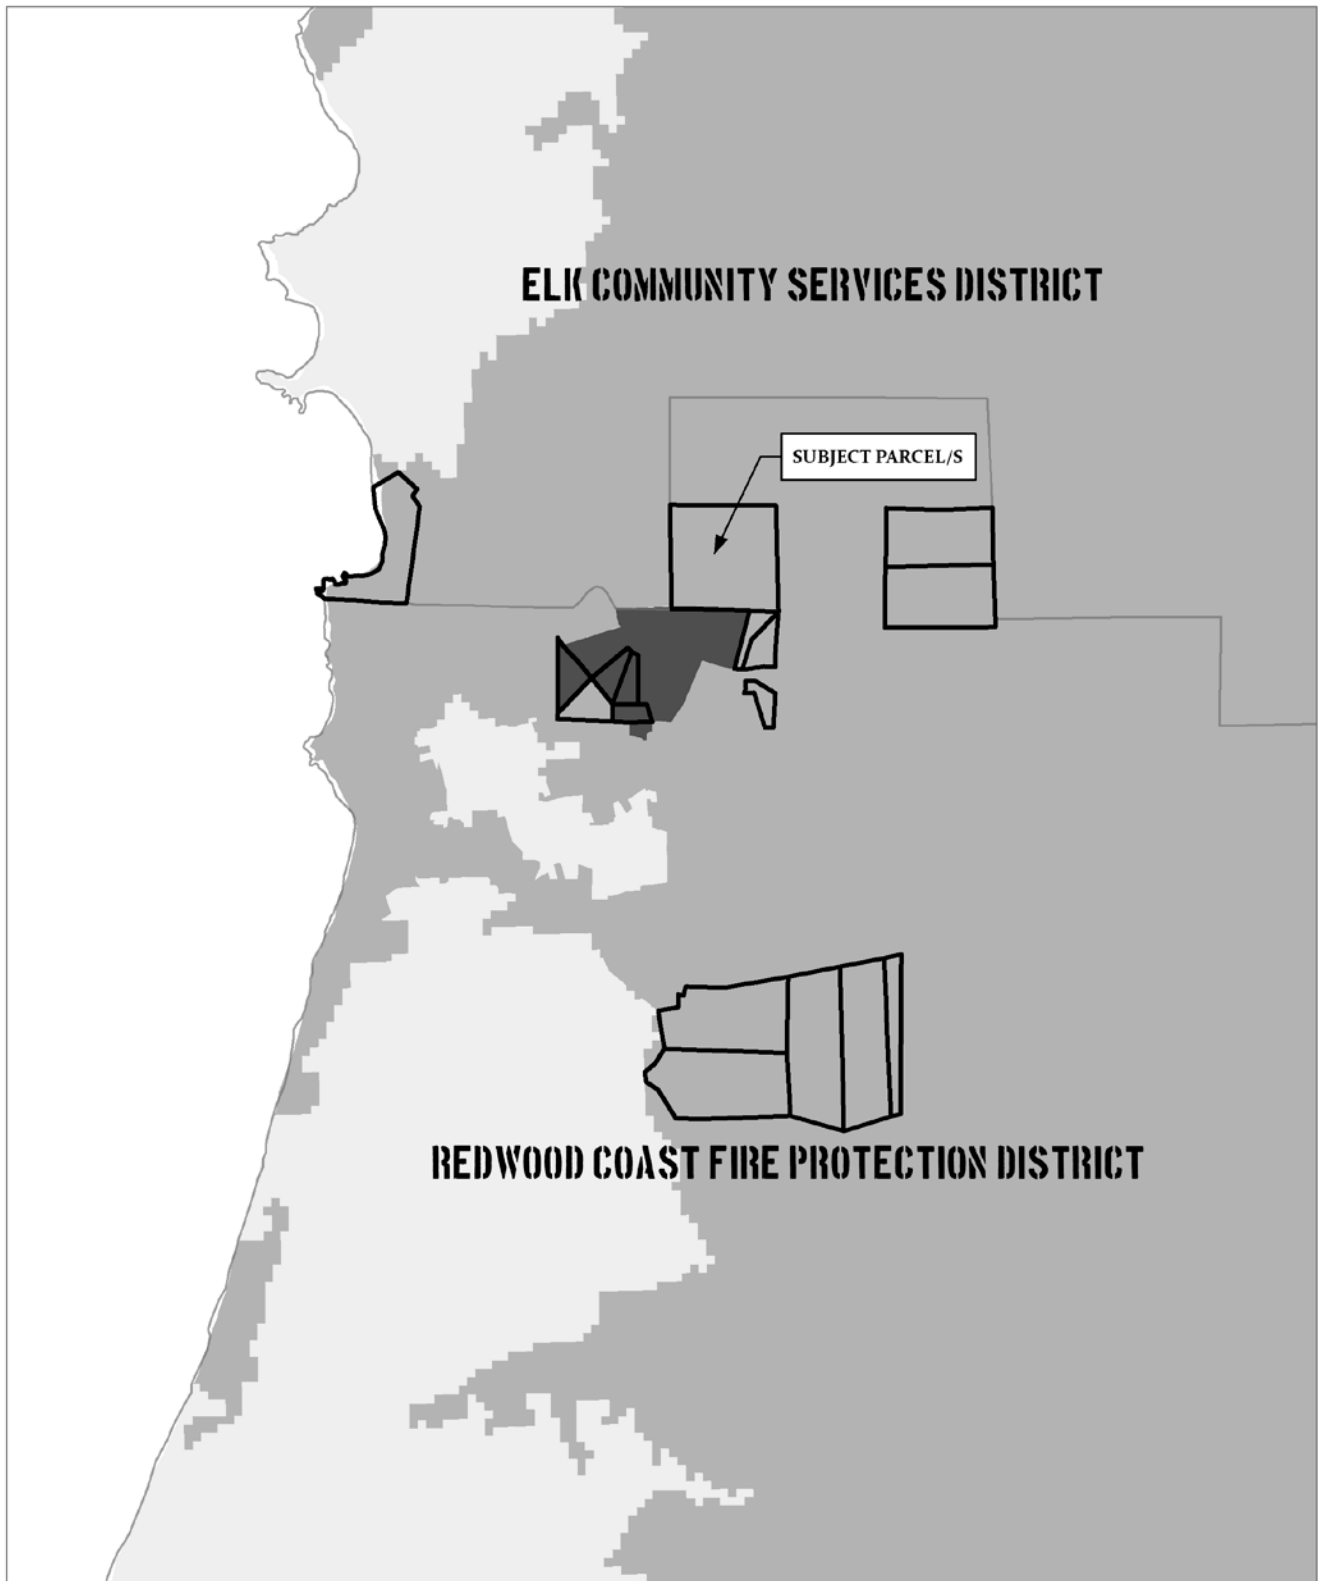 ELK COMMUNITY SERVICES DISTRICT
SUBJECT PARCEL/S
REDWOOD COAST FIRE PROTECTION DISTRICT